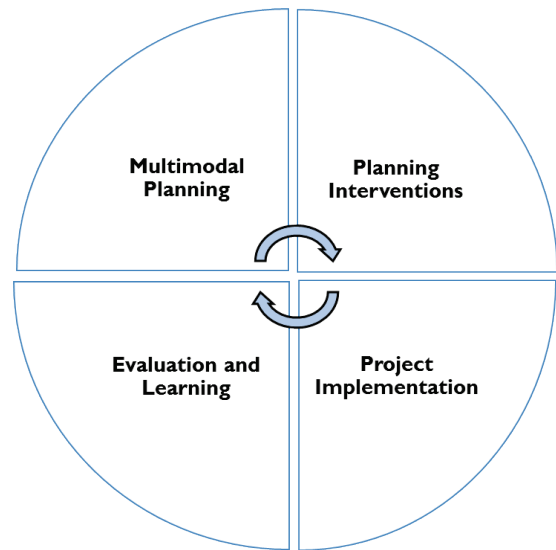 Multimodal
Planning
Planning
Interventions
Evaluation and
Learning
Project
Implementation